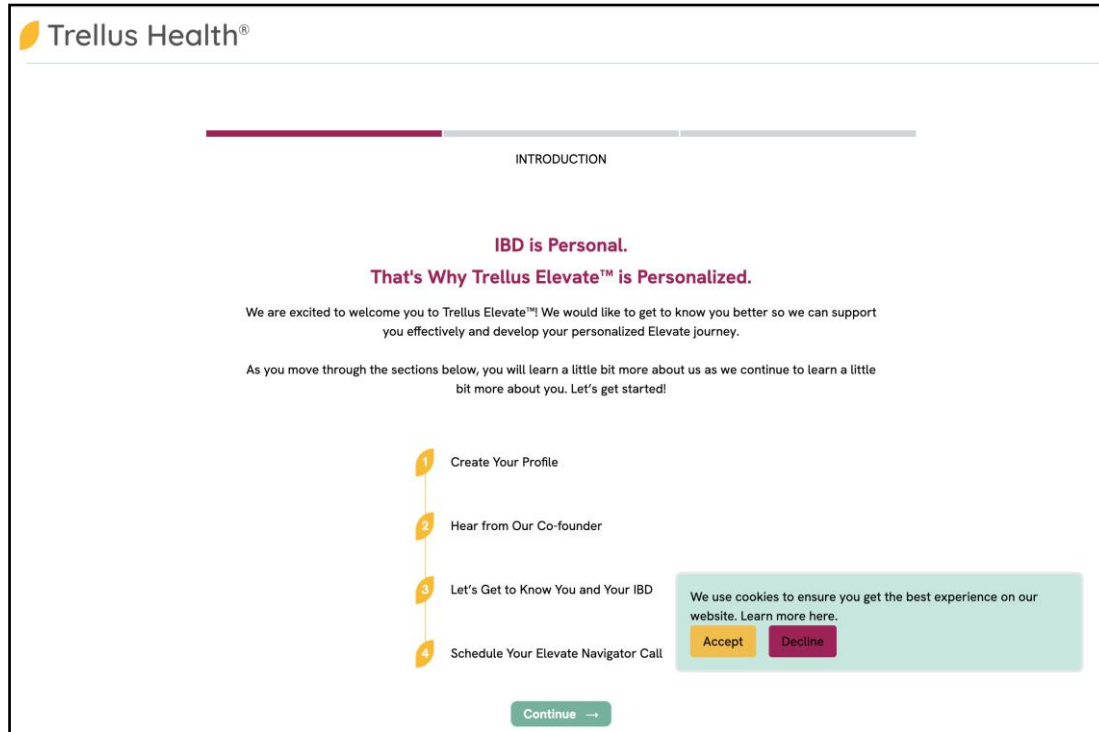 Trellus Health®
INTRODUCTION
IBD is Personal.
That's Why Trellus Elevate™ is Personalized.
We are excited to welcome you to Trellus Elevate™! We would like to get to know you better so we can support
you effectively and develop your personalized Elevate journey.
As you move through the sections below, you will learn a little bit more about us as we continue to learn a little
bit more about you. Let's get started!
1 Create Your Profile
2 Hear from Our Co-founder
3 Let's Get to Know You and Your IBD
4 Schedule Your Elevate Navigator Call
We use cookies to ensure you get the best experience on our
website. Learn more here.
Accept Decline
Continue →